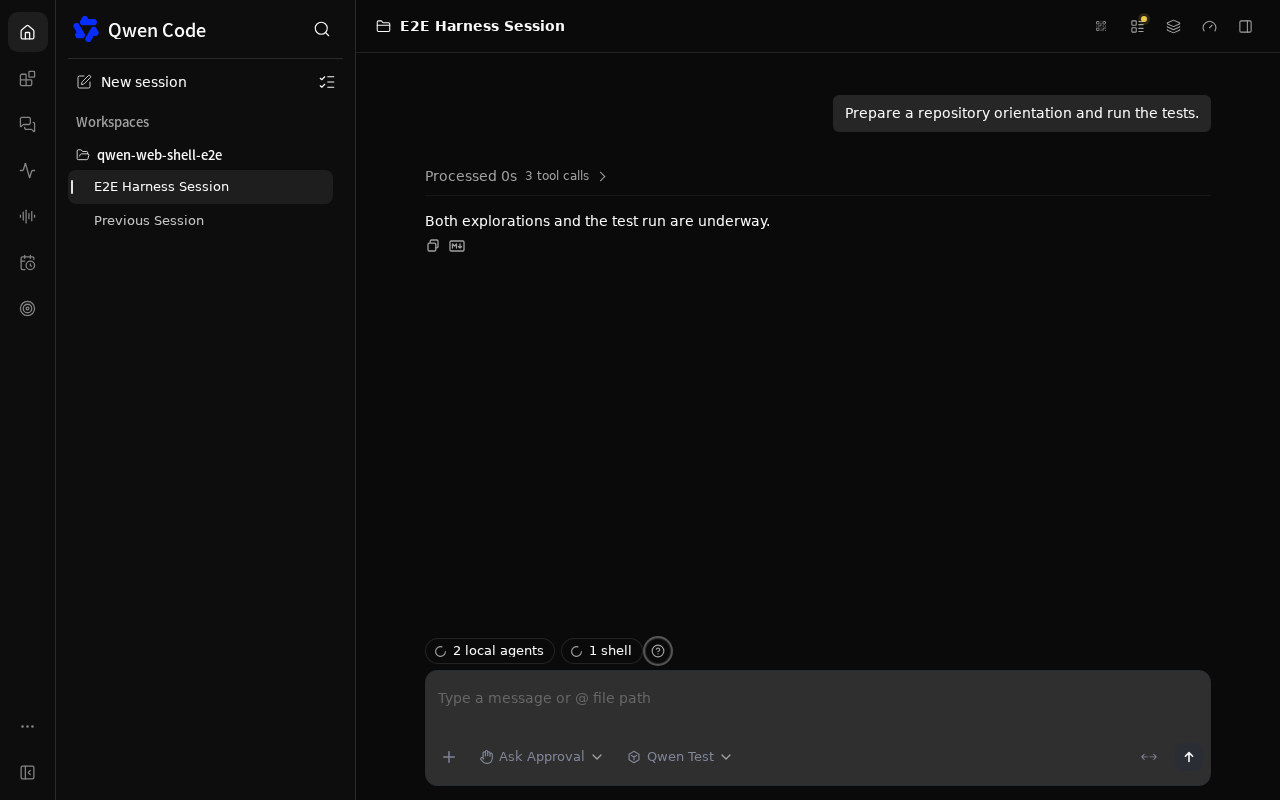 Qwen Code
New session
Workspaces
qwen-web-shell-e2e
E2E Harness Session
Previous Session
E2E Harness Session
Prepare a repository orientation and run the tests.
Processed 0s 3 tool calls
Both explorations and the test run are underway.
2 local agents
1 shell
Type a message or @ file path
Ask Approval
Qwen Test